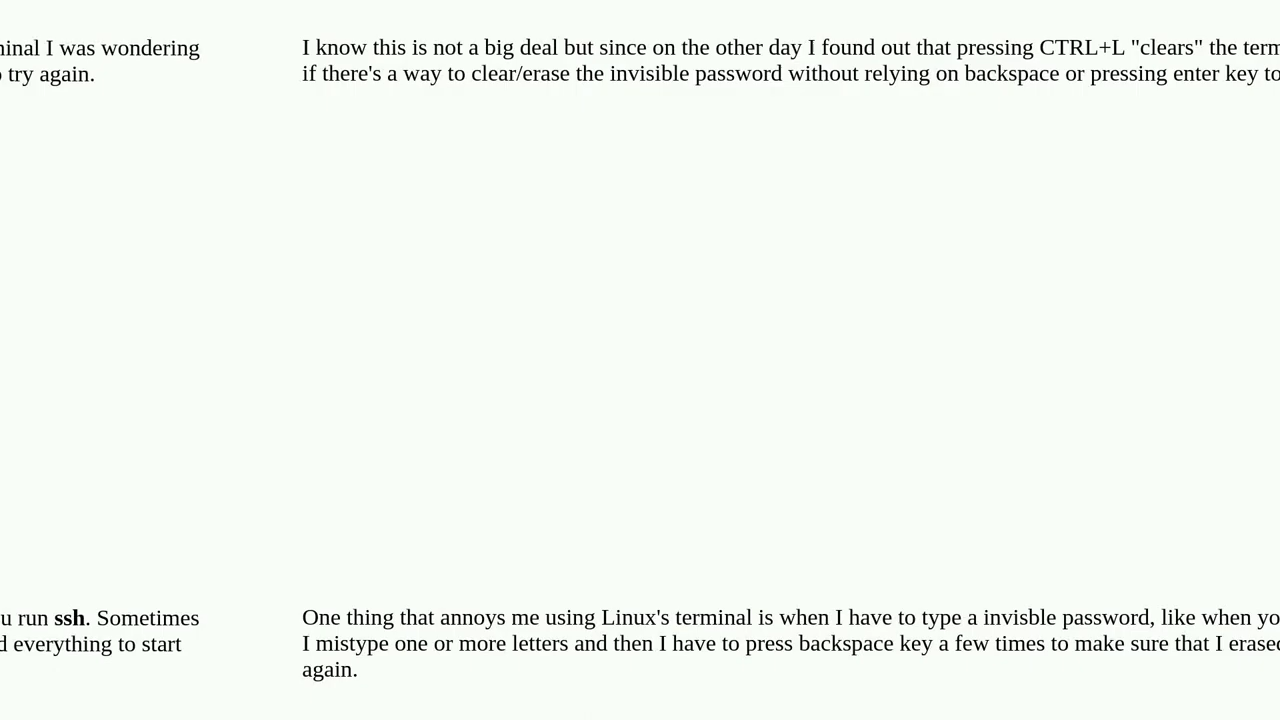 minal I was wondering
o try again.
I know this is not a big deal but since on the other day I found out that pressing CTRL+L "clears" the term
if there's a way to clear/erase the invisible password without relying on backspace or pressing enter key to
u run ssh. Sometimes
d everything to start
One thing that annoys me using Linux's terminal is when I have to type a invisble password, like when yo
I mistype one or more letters and then I have to press backspace key a few times to make sure that I erased
again.